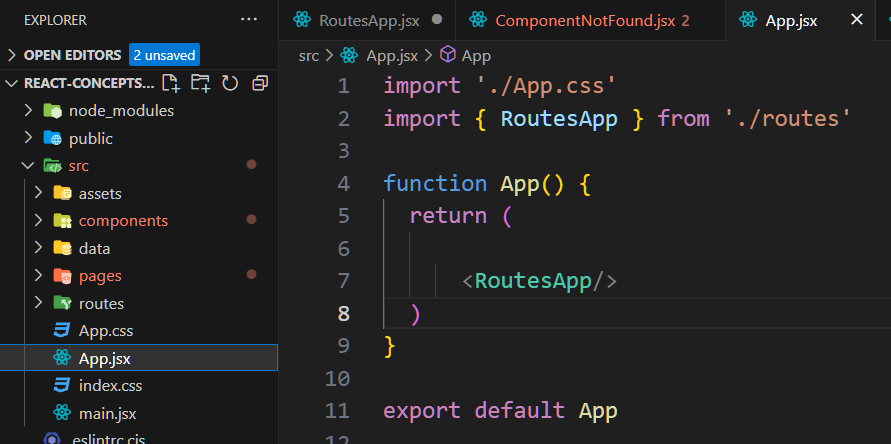 EXPLORER ···
OPEN EDITORS 2 unsaved
REACT-CONCEPTS...
node_modules
public
src
assets
components
data
pages
routes
App.css
App.jsx
index.css
main.jsx
.eslintrc.cjs
RoutesApp.jsx
ComponentNotFound.jsx 2
App.jsx
src > App.jsx > App
1 import './App.css'
2 import { RoutesApp } from './routes'
3
4 function App() {
5 return (
6
7 <RoutesApp/>
8 )
9 }
10
11 export default App
12